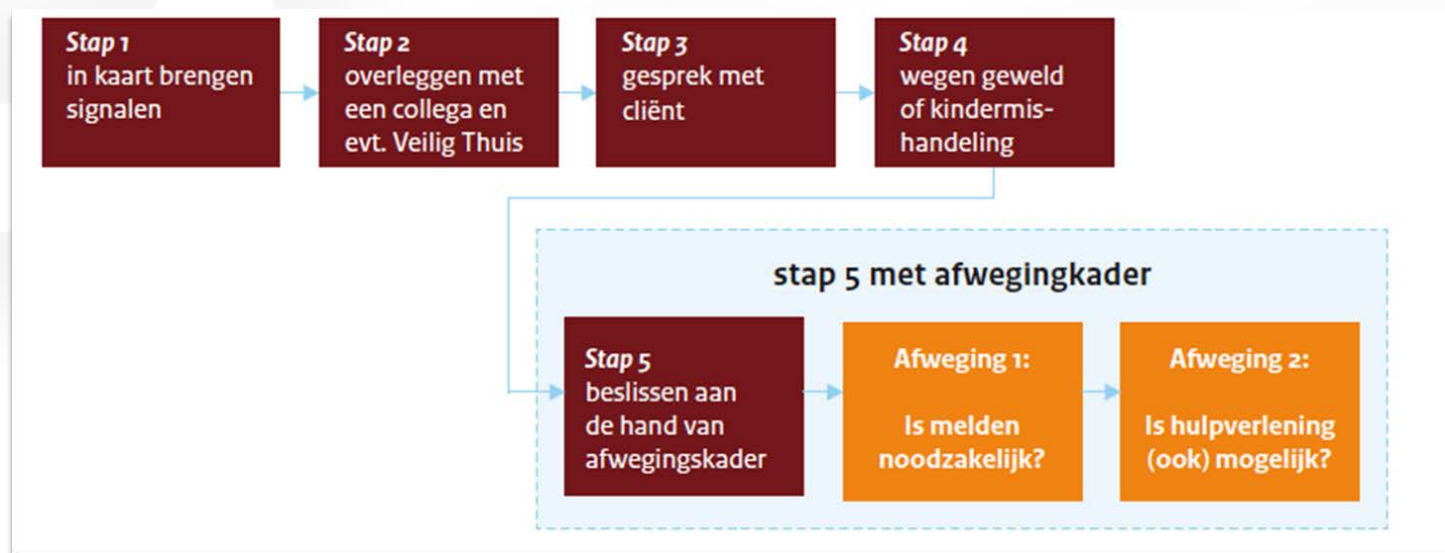 Stap 1
in kaart brengen
signalen
Stap 2
overleggen met
een collega en
evt. Veilig Thuis
Stap 3
gesprek met
cliënt
Stap 4
wegen geweld
of kindermis-
handeling
stap 5 met afwegingkader
Stap 5
beslissen aan
de hand van
afwegingskader
Afweging 1:
Is melden
noodzakelijk?
Afweging 2:
Is hulpverlening
(ook) mogelijk?